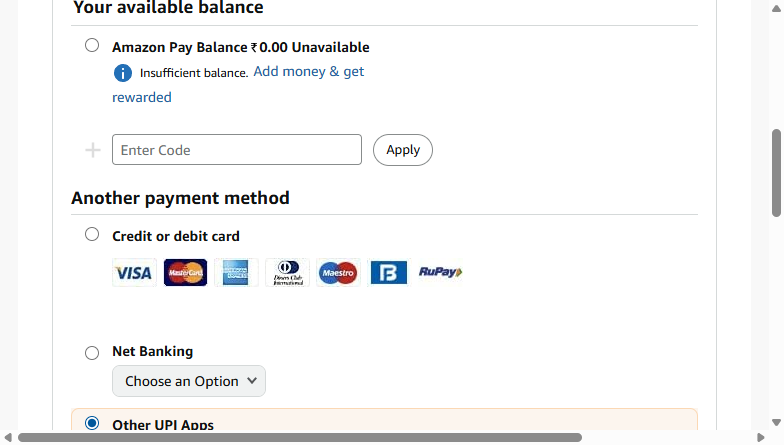 Your available balance
Amazon Pay Balance ₹0.00 Unavailable
Insufficient balance. Add money & get
rewarded
Enter Code
Apply
Another payment method
Credit or debit card
VISA MasterCard AMERICAN EXPRESS Diners Club International Maestro B RuPay
Net Banking
Choose an Option
Other UPI Apps